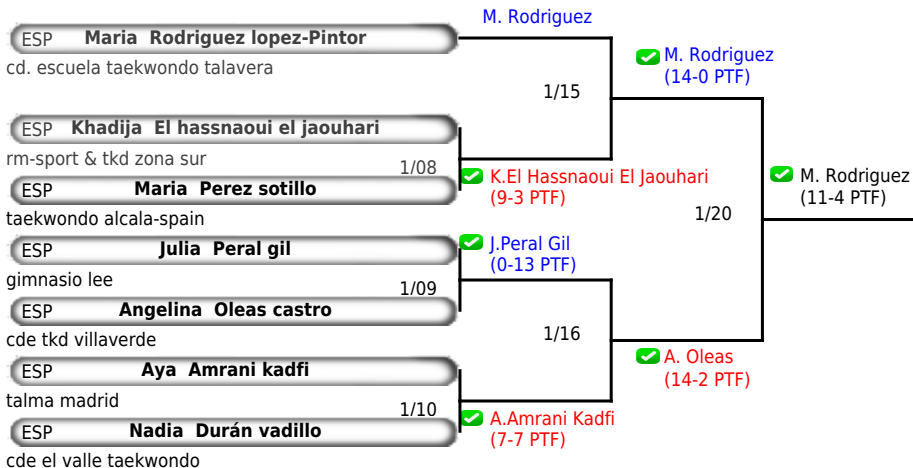 M. Rodriguez
ESP Maria Rodriguez lopez-Pintor
cd. escuela taekwondo talavera
M. Rodriguez
(14-0 PTF)
1/15
ESP Khadija El hassnaoui el jaouhari
rm-sport & tkd zona sur
1/08
K.El Hassnaoui El Jaouhari
(9-3 PTF)
M. Rodriguez
(11-4 PTF)
ESP Maria Perez sotillo
taekwondo alcala-spain
1/20
ESP Julia Peral gil
J.Peral Gil
(0-13 PTF)
gimnasio lee
1/09
ESP Angelina Oleas castro
cde tkd villaverde
1/16
A. Oleas
(14-2 PTF)
ESP Aya Amrani kadfi
talma madrid
1/10
A.Amrani Kadfi
(7-7 PTF)
ESP Nadia Durán vadillo
cde el valle taekwondo